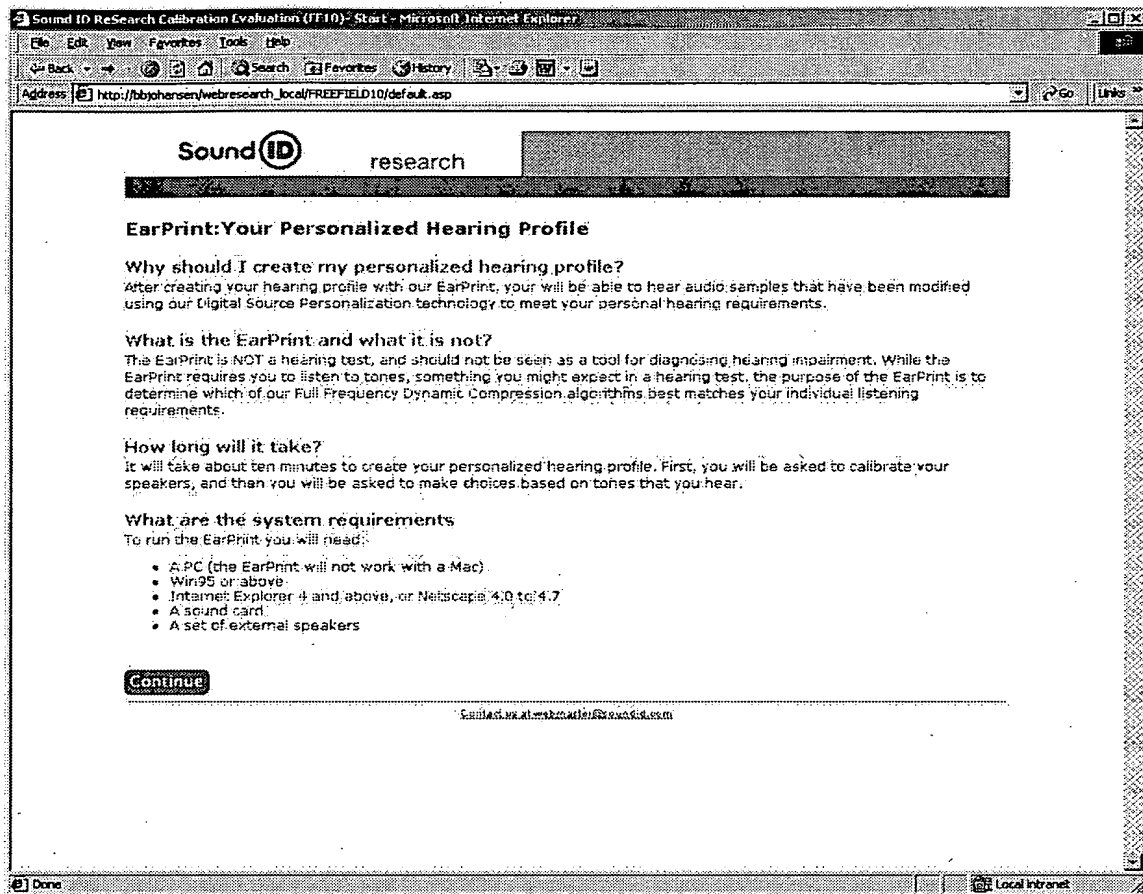 Sound ID ReSearch Calibration Evaluation (FF10)- Start - Microsoft Internet Explorer
File Edit View Favorites Tools Help
Back Search Favorites History
Address http://bbjohansen/webresearch_local/FREEFIELD10/default.asp Go Links »
Sound ID research
EarPrint:Your Personalized Hearing Profile
Why should I create my personalized hearing profile?
After creating your hearing profile with our EarPrint, your will be able to hear audio samples that have been modified
using our Digital Source Personalization technology to meet your personal hearing requirements.
What is the EarPrint and what it is not?
The EarPrint is NOT a hearing test, and should not be seen as a tool for diagnosing hearing impairment. While the
EarPrint requires you to listen to tones, something you might expect in a hearing test, the purpose of the EarPrint is to
determine which of our Full Frequency Dynamic Compression algorithms best matches your individual listening
requirements.
How long will it take?
It will take about ten minutes to create your personalized hearing profile. First, you will be asked to calibrate your
speakers, and then you will be asked to make choices based on tones that you hear.
What are the system requirements
To run the EarPrint you will need:
• A PC (the EarPrint will not work with a Mac)
• Win95 or above
• Internet Explorer 4 and above, or Netscape 4.0 to 4.7
• A sound card
• A set of external speakers
Continue
Contact us at webmaster@soundid.com
Done Local intranet